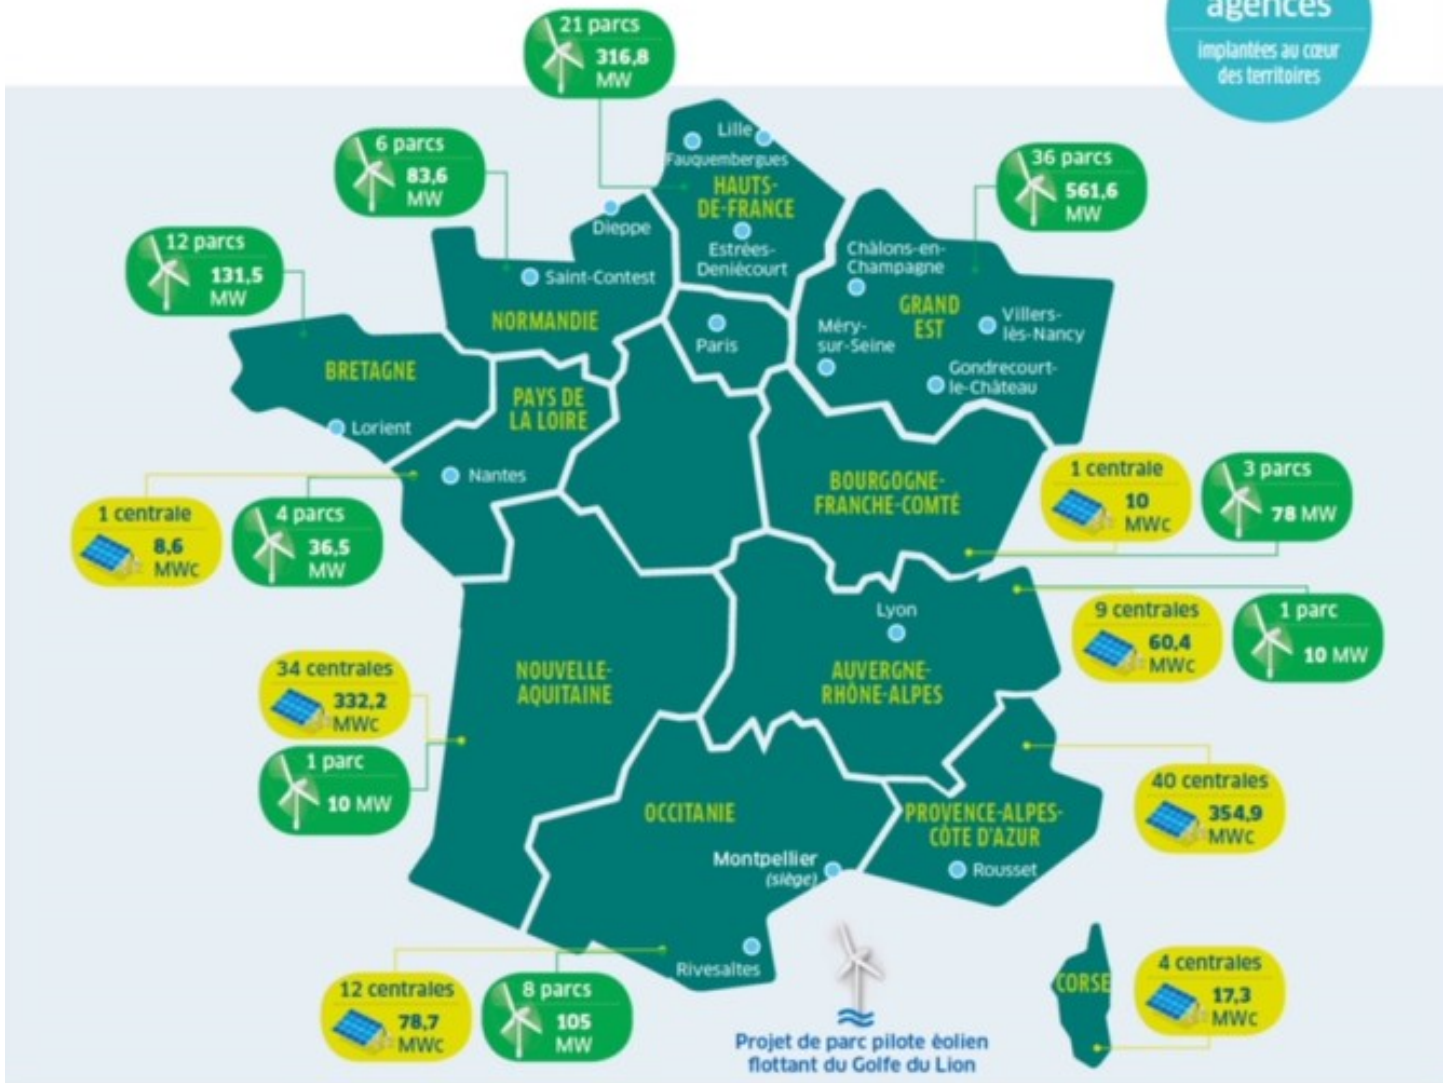 agences
implantées au cœur
des territoires
21 parcs
316,8
MW
6 parcs
83,6
MW
12 parcs
131,5
MW
36 parcs
561,6
MW
Lille
Fauquembergues
HAUTS-
DE-FRANCE
Estrées-
Deniécourt
Dieppe
Saint-Contest
NORMANDIE
Châlons-en-
Champagne
GRAND
EST
Villers-
lès-Nancy
Méry-
sur-Seine
Gondrecourt-
le-Château
Paris
BRETAGNE
Lorient
PAYS DE
LA LOIRE
Nantes
1 centrale
8,6
MWc
4 parcs
36,5
MW
BOURGOGNE-
FRANCHE-COMTÉ
1 centrale
10
MWc
3 parcs
78 MW
Lyon
AUVERGNE-
RHÔNE-ALPES
9 centrales
60,4
MWc
1 parc
10 MW
34 centrales
332,2
MWc
1 parc
10 MW
NOUVELLE-
AQUITAINE
OCCITANIE
Montpellier
(siège)
Rivesaltes
PROVENCE-ALPES-
CÔTE D'AZUR
Rousset
40 centrales
354,9
MWc
12 centrales
78,7
MWc
8 parcs
105
MW
Projet de parc pilote éolien
flottant du Golfe du Lion
CORSE
4 centrales
17,3
MWc